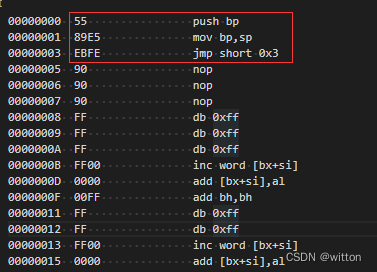 00000000 55 push bp
00000001 89E5 mov bp,sp
00000003 EBFE jmp short 0x3
00000005 90 nop
00000006 90 nop
00000007 90 nop
00000008 FF db 0xff
00000009 FF db 0xff
0000000A FF db 0xff
0000000B FF00 inc word [bx+si]
0000000D 0000 add [bx+si],al
0000000F 00FF add bh,bh
00000011 FF db 0xff
00000012 FF db 0xff
00000013 FF00 inc word [bx+si]
00000015 0000 add [bx+si],al
CSDN @witton